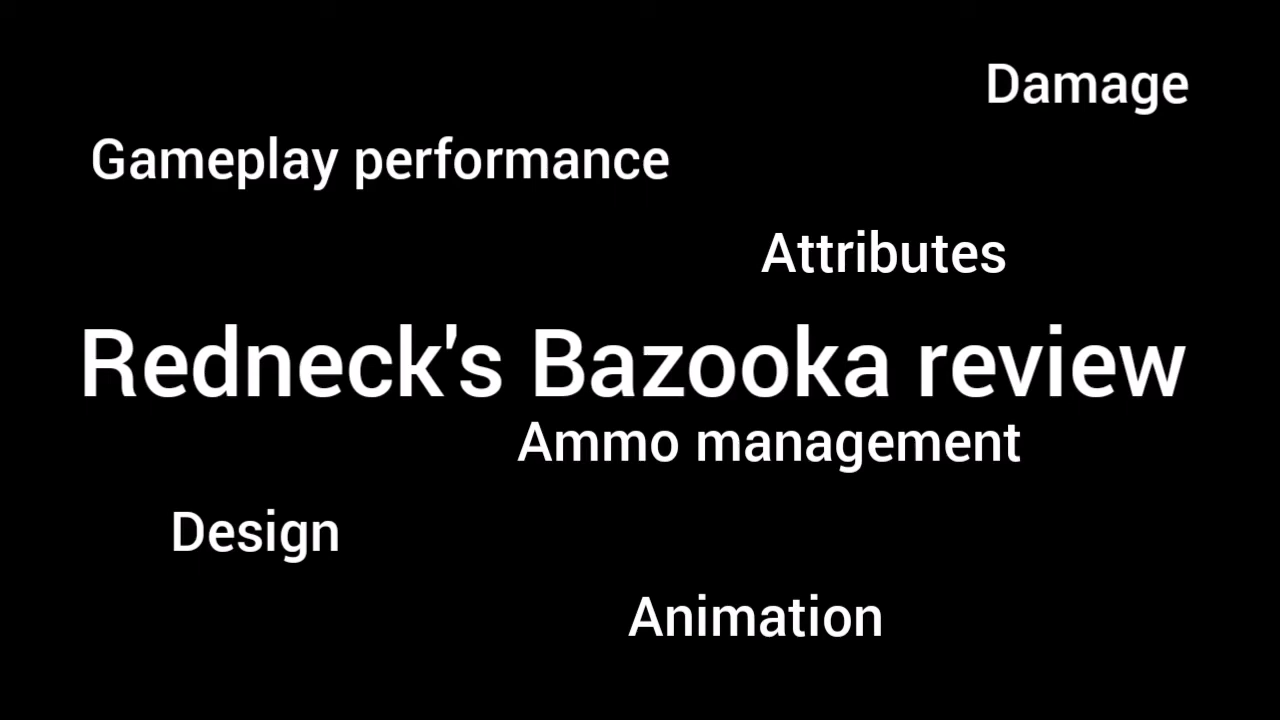 Damage
Gameplay performance
Attributes
Redneck's Bazooka review
Ammo management
Design
Animation